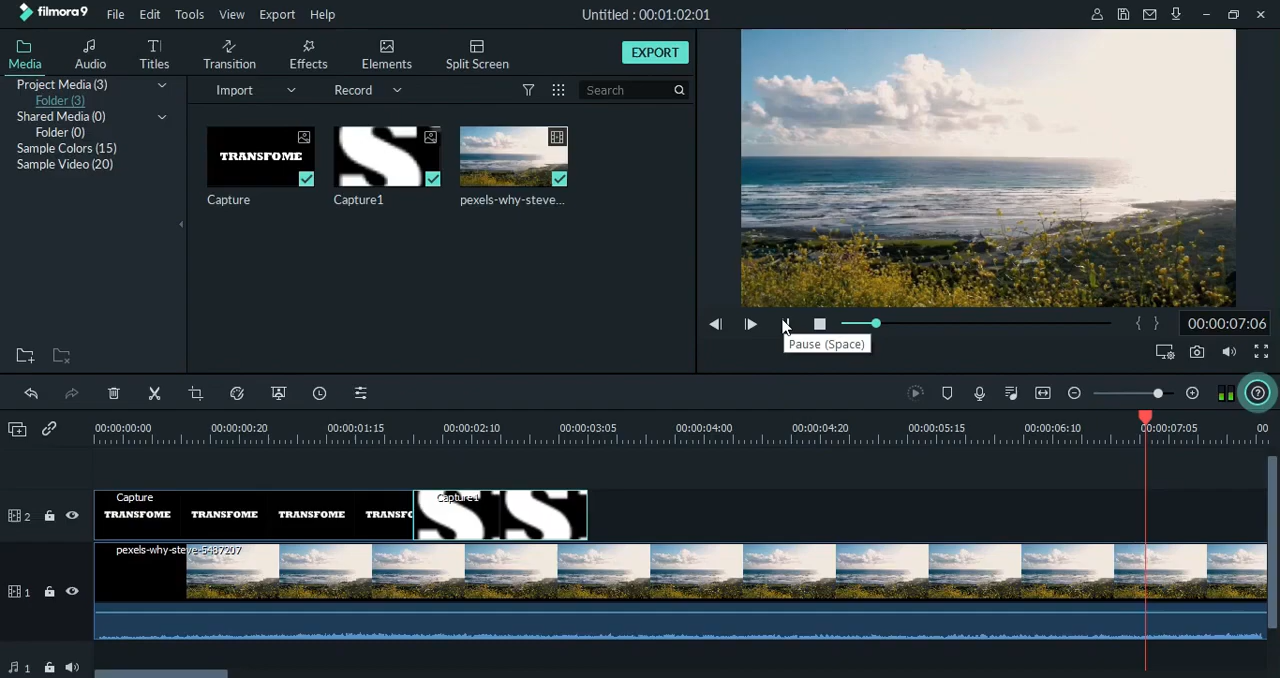 filmora9 File Edit Tools View Export Help Untitled : 00:01:02:01
Media Audio Titles Transition Effects Elements Split Screen EXPORT
Project Media (3) Import Record Search
Folder (3)
Shared Media (0)
Folder (0)
Sample Colors (15)
Sample Video (20)
TRANSFOME S
Capture Capture1 pexels-why-steve...
00:00:07:06
Pause (Space)
00:00:00:00 00:00:00:20 00:00:01:15 00:00:02:10 00:00:03:05 00:00:04:00 00:00:04:20 00:00:05:15 00:00:06:10 00:00:07:05 00
Capture Capture1
2 TRANSFOME TRANSFOME TRANSFOME TRANSFO S S
pexels-why-steve-5487207
1
1